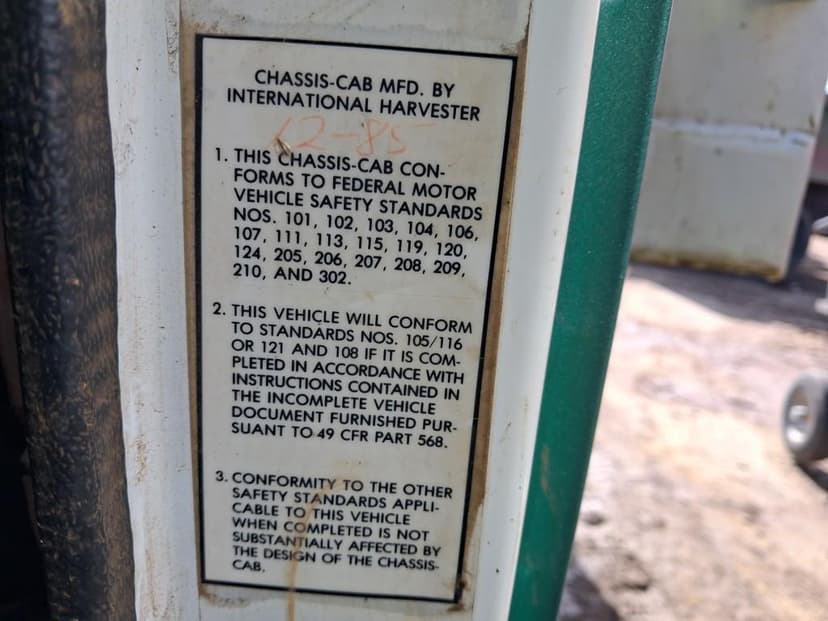 CHASSIS-CAB MFD. BY
INTERNATIONAL HARVESTER
12-85
1. THIS CHASSIS-CAB CON-
FORMS TO FEDERAL MOTOR
VEHICLE SAFETY STANDARDS
NOS. 101, 102, 103, 104, 106,
107, 111, 113, 115, 119, 120,
124, 205, 206, 207, 208, 209,
210, AND 302.
2. THIS VEHICLE WILL CONFORM
TO STANDARDS NOS. 105/116
OR 121 AND 108 IF IT IS COM-
PLETED IN ACCORDANCE WITH
INSTRUCTIONS CONTAINED IN
THE INCOMPLETE VEHICLE
DOCUMENT FURNISHED PUR-
SUANT TO 49 CFR PART 568.
3. CONFORMITY TO THE OTHER
SAFETY STANDARDS APPLI-
CABLE TO THIS VEHICLE
WHEN COMPLETED IS NOT
SUBSTANTIALLY AFFECTED BY
THE DESIGN OF THE CHASSIS-
CAB.